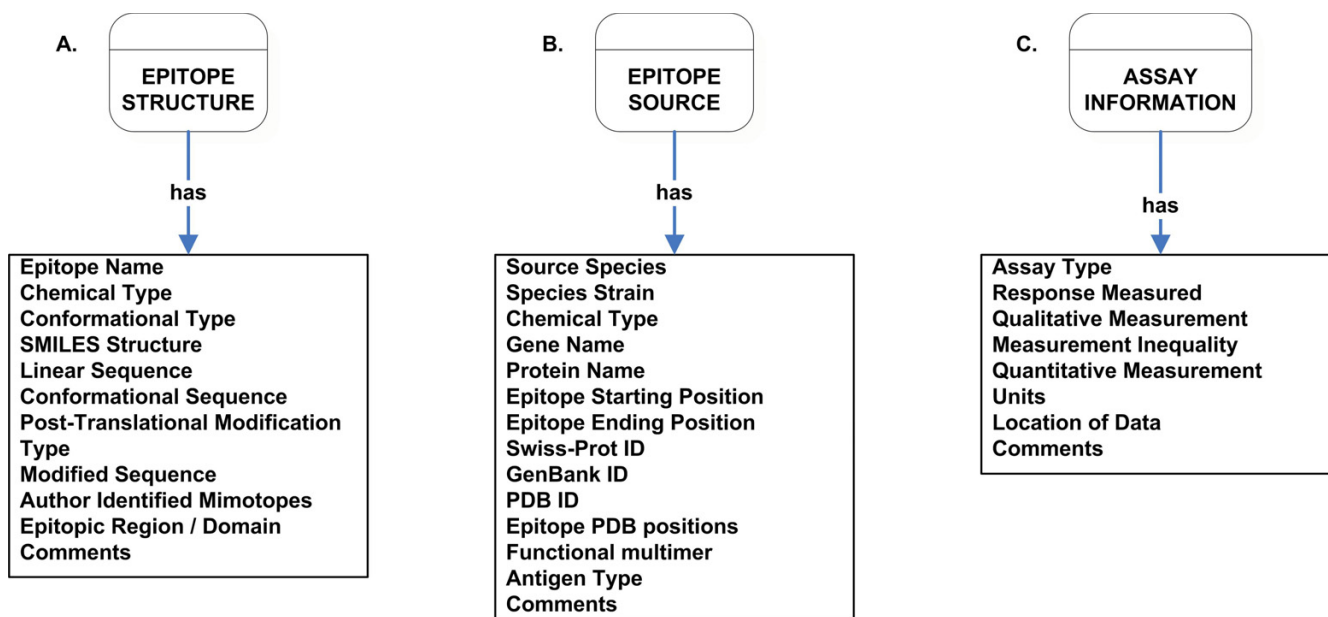 A.
EPITOPE
STRUCTURE
has
Epitope Name
Chemical Type
Conformational Type
SMILES Structure
Linear Sequence
Conformational Sequence
Post-Translational Modification
Type
Modified Sequence
Author Identified Mimotopes
Epitopic Region / Domain
Comments
B.
EPITOPE
SOURCE
has
Source Species
Species Strain
Chemical Type
Gene Name
Protein Name
Epitope Starting Position
Epitope Ending Position
Swiss-Prot ID
GenBank ID
PDB ID
Epitope PDB positions
Functional multimer
Antigen Type
Comments
C.
ASSAY
INFORMATION
has
Assay Type
Response Measured
Qualitative Measurement
Measurement Inequality
Quantitative Measurement
Units
Location of Data
Comments